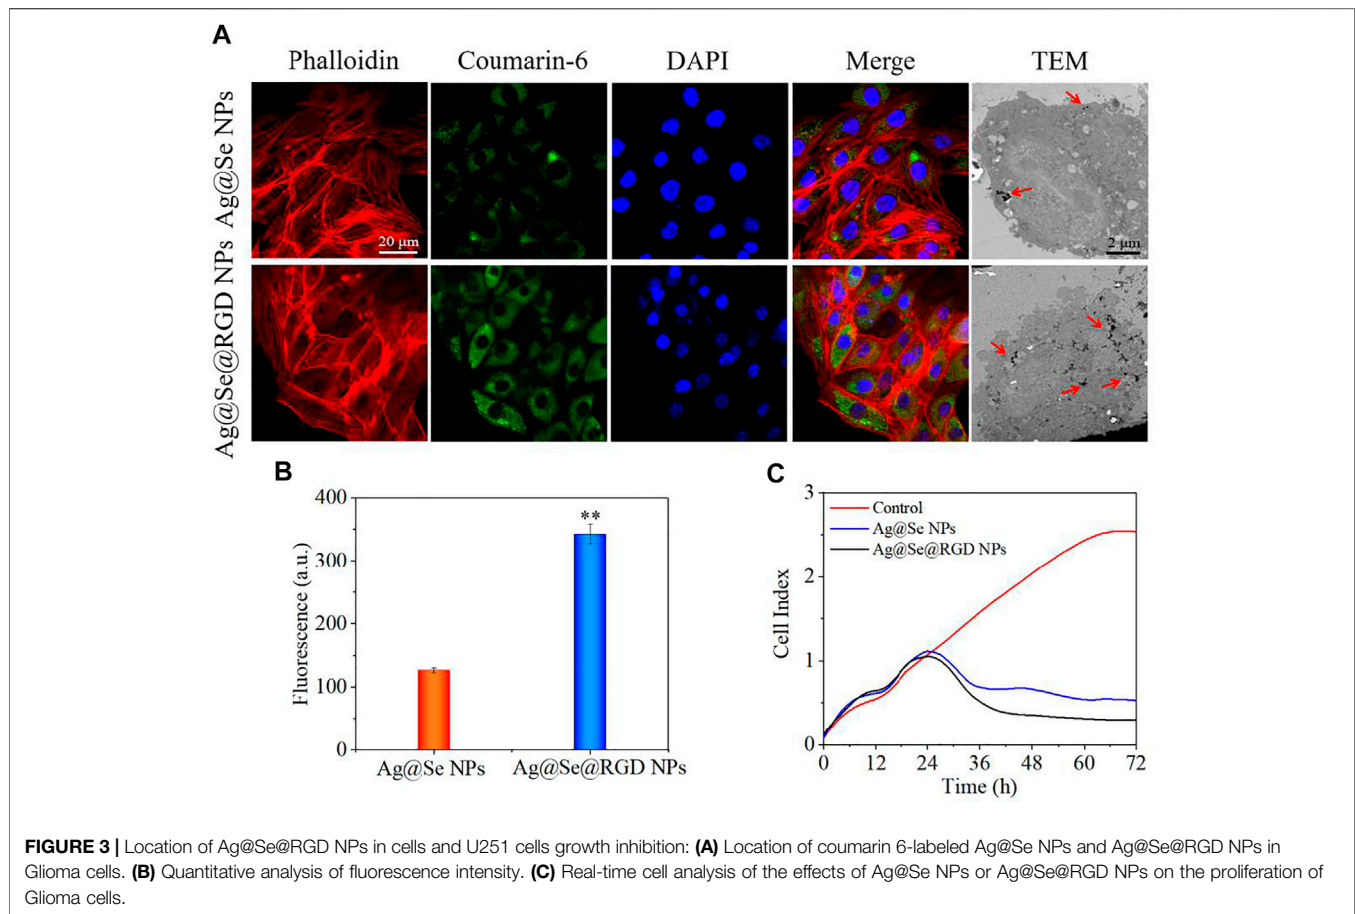 A
Phalloidin Coumarin-6 DAPI Merge TEM
Ag@Se NPs
20 µm
2 µm
Ag@Se@RGD NPs
B
400
300
200
100
0
Fluorescence (a.u.)
**
Ag@Se NPs Ag@Se@RGD NPs
C
3
2
1
0
Cell Index
Control
Ag@Se NPs
Ag@Se@RGD NPs
0 12 24 36 48 60 72
Time (h)
FIGURE 3 | Location of Ag@Se@RGD NPs in cells and U251 cells growth inhibition: (A) Location of coumarin 6-labeled Ag@Se NPs and Ag@Se@RGD NPs in
Glioma cells. (B) Quantitative analysis of fluorescence intensity. (C) Real-time cell analysis of the effects of Ag@Se NPs or Ag@Se@RGD NPs on the proliferation of
Glioma cells.